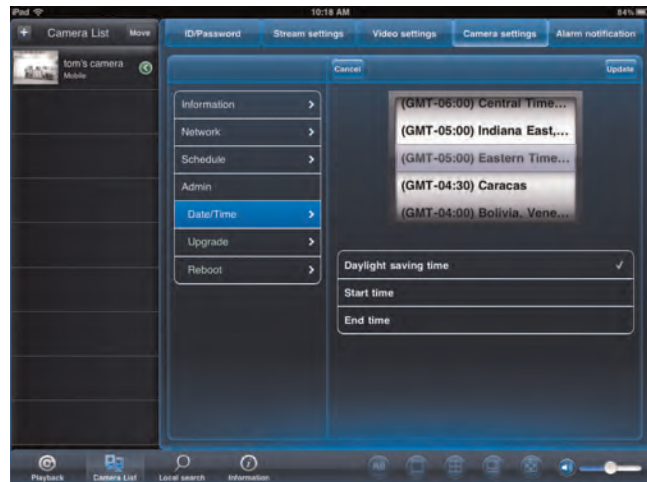 iPad 10:18 AM 84%
+ Camera List Move
ID/Password Stream settings Video settings Camera settings Alarm notification
tom's camera
Mobile
Cancel Update
Information
Network
Schedule
Admin
Date/Time
Upgrade
Reboot
(GMT-06:00) Central Time...
(GMT-05:00) Indiana East,...
(GMT-05:00) Eastern Time...
(GMT-04:30) Caracas
(GMT-04:00) Bolivia, Vene...
Daylight saving time ✓
Start time
End time
Playback Camera List Local search Information
All